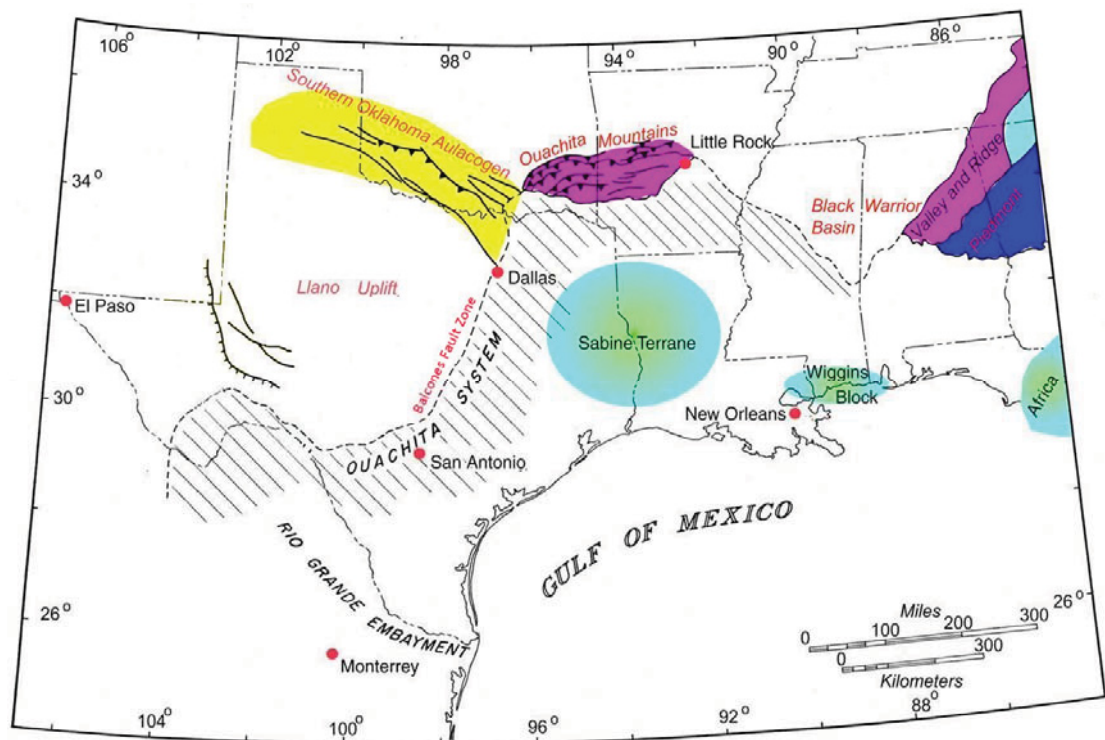 106°
102°
98°
94°
90°
86°
Southern Oklahoma Aulacogen
Ouachita Mountains
Little Rock
34°
Valley and Ridge
Piedmont
Black Warrior
Basin
Llano Uplift
Dallas
El Paso
Balcones Fault Zone
Sabine Terrane
Wiggins
Block
Africa
30°
New Orleans
OUACHITA SYSTEM
San Antonio
GULF OF MEXICO
RIO GRANDE EMBAYMENT
26°
26°
Miles
0 100 200 300
0 300
Kilometers
Monterrey
104°
100°
96°
92°
88°